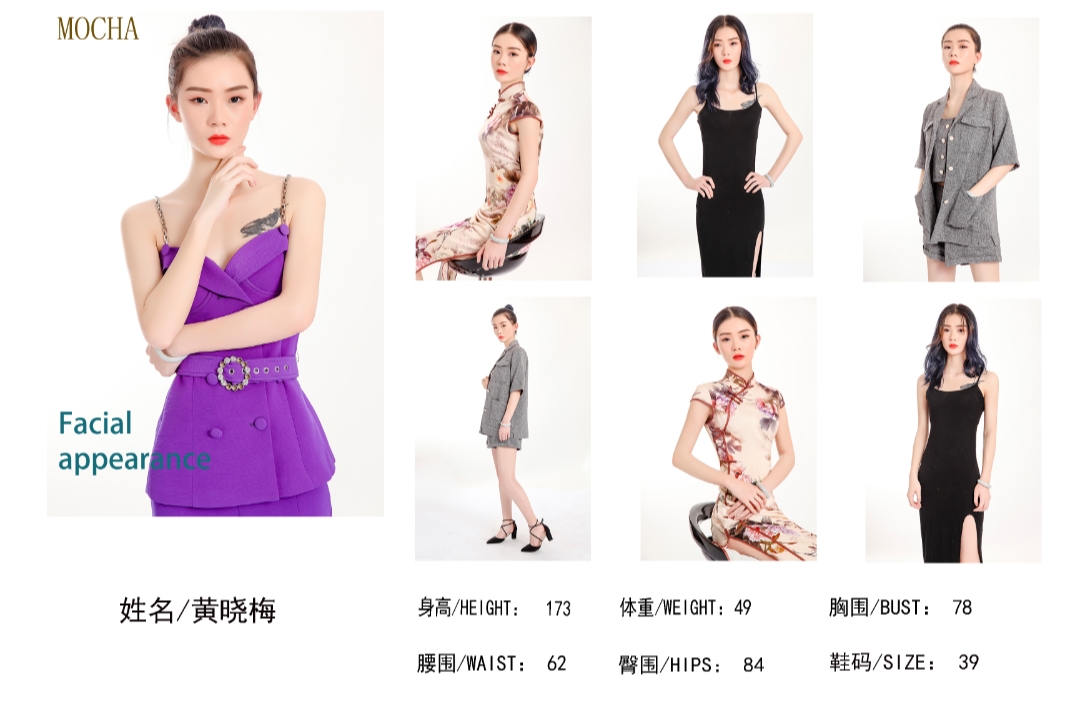 MOCHA
Facial
appearance
姓名/黄晓梅
身高/HEIGHT： 173
体重/WEIGHT：49
胸围/BUST： 78
腰围/WAIST： 62
臀围/HIPS： 84
鞋码/SIZE： 39